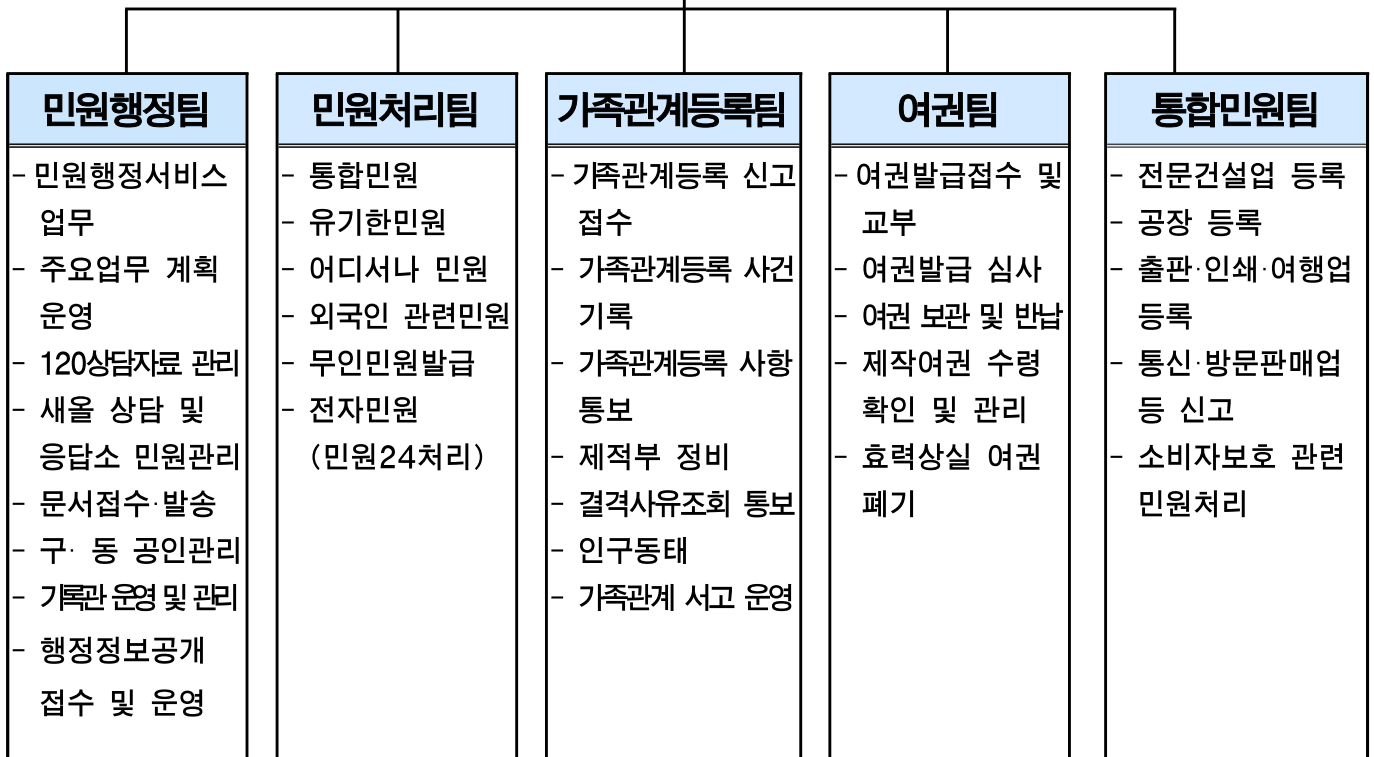 민원행정팀
- 민원행정서비스
업무
- 주요업무 계획
운영
- 120상담자료 관리
- 새올 상담 및
응답소 민원관리
- 문서접수·발송
- 구· 동 공인관리
- 기록관 운영 및 관리
- 행정정보공개
접수 및 운영
민원처리팀
- 통합민원
- 유기한민원
- 어디서나 민원
- 외국인 관련민원
- 무인민원발급
- 전자민원
(민원24처리)
가족관계등록팀
- 가족관계등록 신고
접수
- 가족관계등록 사건
기록
- 가족관계등록 사항
통보
- 제적부 정비
- 결격사유조회 통보
- 인구동태
- 가족관계 서고 운영
여권팀
- 여권발급접수 및
교부
- 여권발급 심사
- 여권 보관 및 반납
- 제작여권 수령
확인 및 관리
- 효력상실 여권
폐기
통합민원팀
- 전문건설업 등록
- 공장 등록
- 출판·인쇄·여행업
등록
- 통신·방문판매업
등 신고
- 소비자보호 관련
민원처리